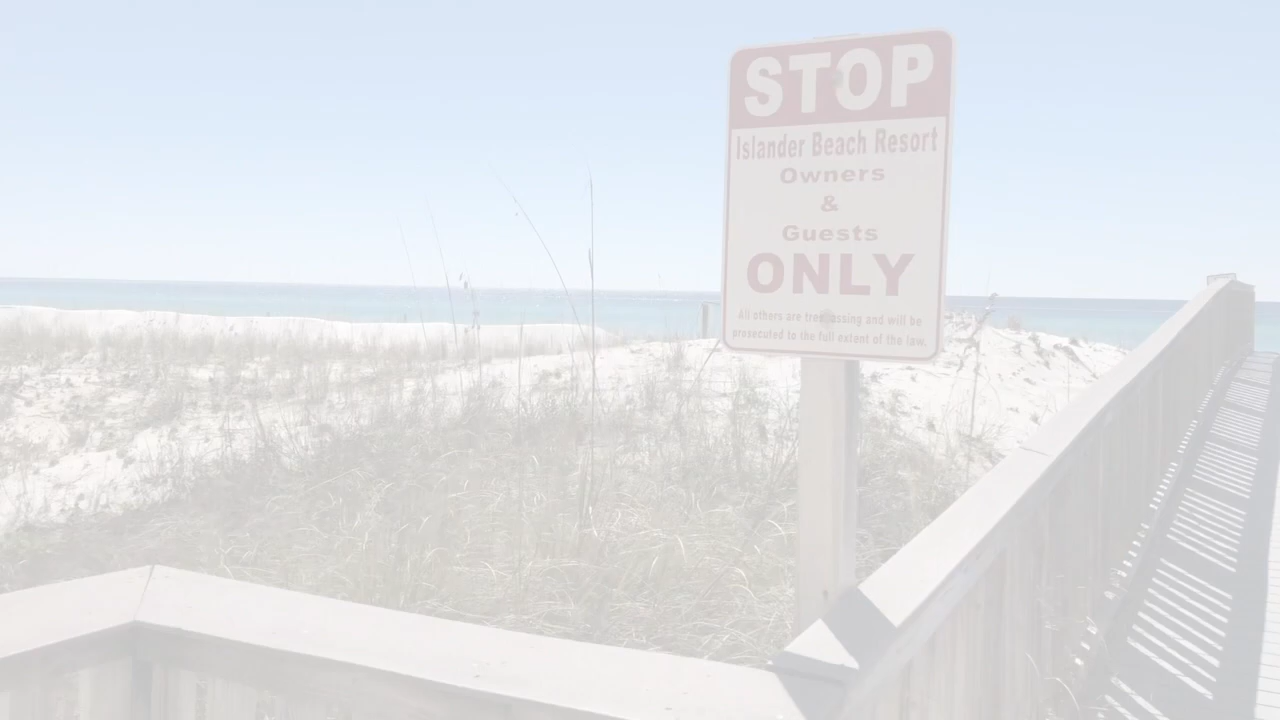 STOP
Islander Beach Resort
Owners
&
Guests
ONLY
All others are trespassing and will be
prosecuted to the full extent of the law.